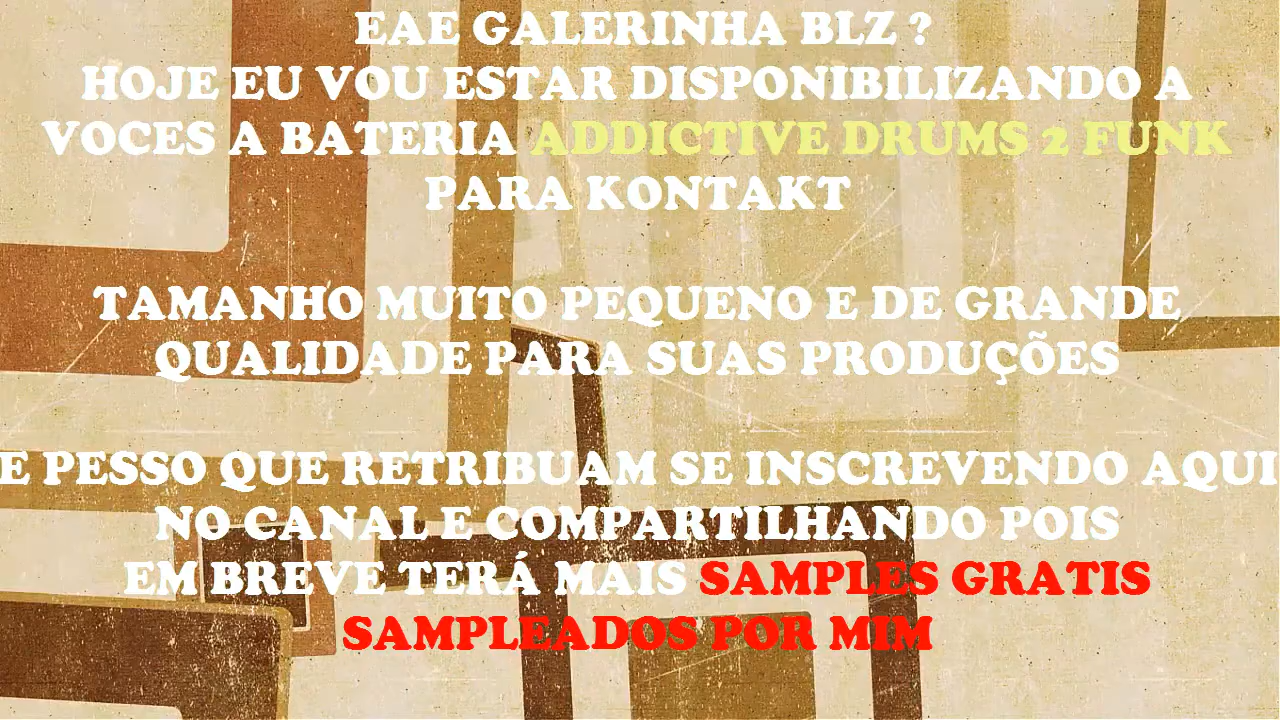 EAE GALERINHA BLZ ?
HOJE EU VOU ESTAR DISPONIBILIZANDO A
VOCES A BATERIA ADDICTIVE DRUMS 2 FUNK
PARA KONTAKT
TAMANHO MUITO PEQUENO E DE GRANDE
QUALIDADE PARA SUAS PRODUÇÕES
E PESSO QUE RETRIBUAM SE INSCREVENDO AQUI
NO CANAL E COMPARTILHANDO POIS
EM BREVE TERÁ MAIS SAMPLES GRATIS
SAMPLEADOS POR MIM